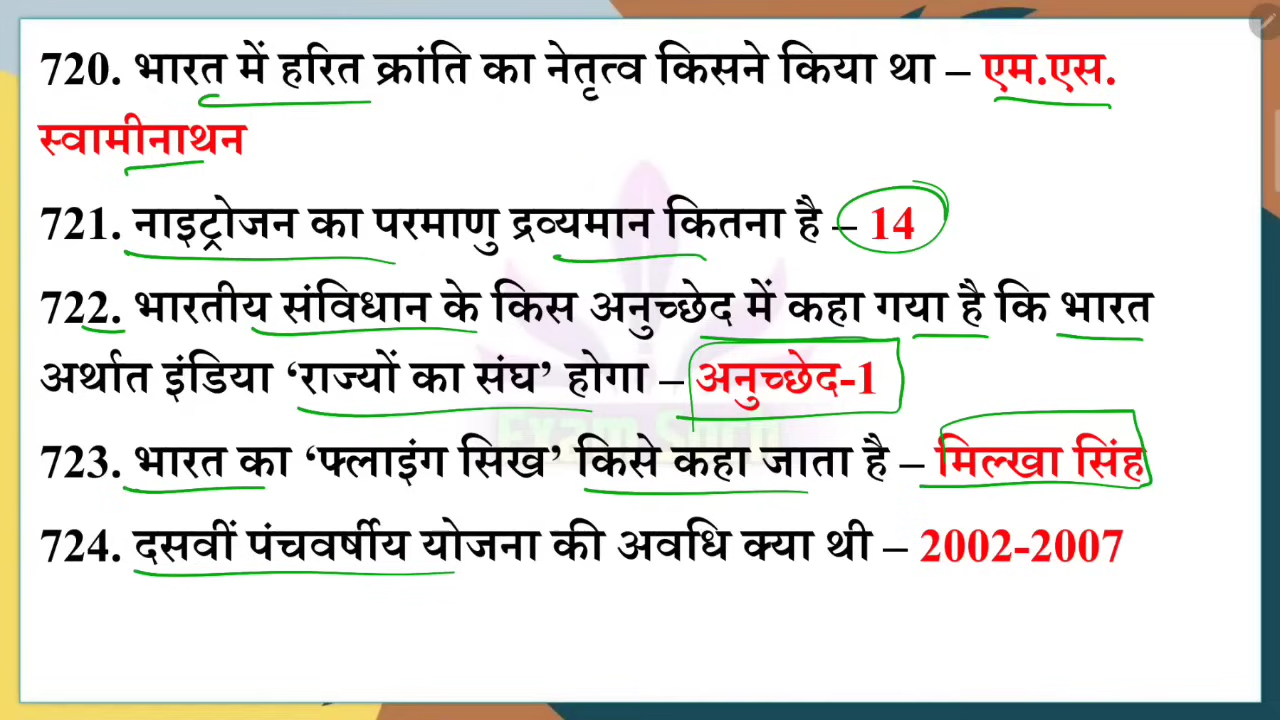 720. भारत में हरित क्रांति का नेतृत्व किसने किया था – एम.एस.
स्वामीनाथन
721. नाइट्रोजन का परमाणु द्रव्यमान कितना है – 14
722. भारतीय संविधान के किस अनुच्छेद में कहा गया है कि भारत
अर्थात इंडिया ‘राज्यों का संघ’ होगा – अनुच्छेद-1
723. भारत का ‘फ्लाइंग सिख’ किसे कहा जाता है – मिल्खा सिंह
724. दसवीं पंचवर्षीय योजना की अवधि क्या थी – 2002-2007